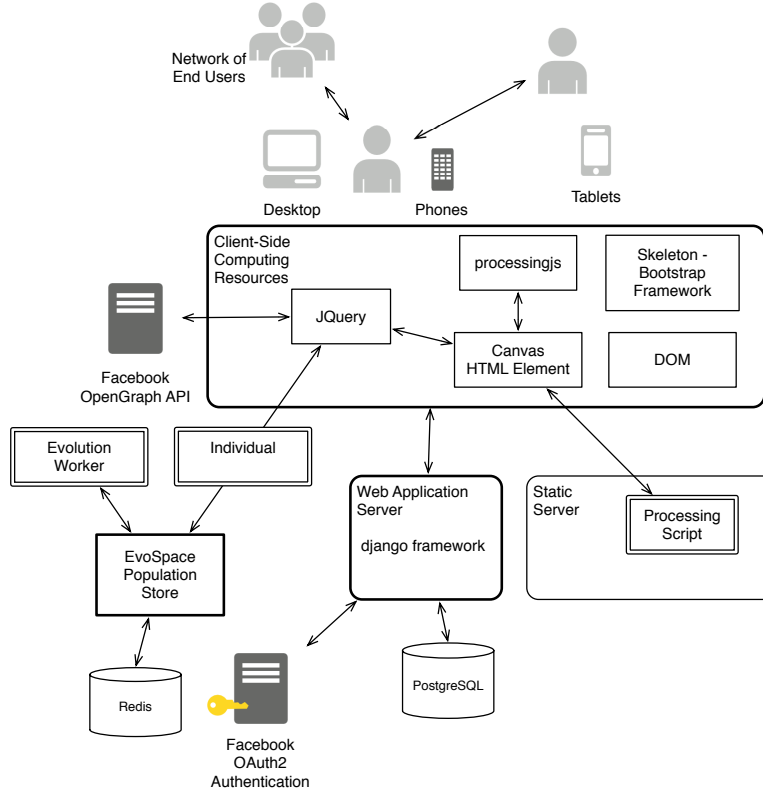 Network of
End Users
Desktop
Phones
Tablets
Client-Side
Computing
Resources
processingjs
Skeleton -
Bootstrap
Framework
JQuery
Canvas
HTML Element
DOM
Facebook
OpenGraph API
Evolution
Worker
Individual
Web Application
Server
django framework
Static
Server
Processing
Script
EvoSpace
Population
Store
Redis
PostgreSQL
Facebook
OAuth2
Authentication